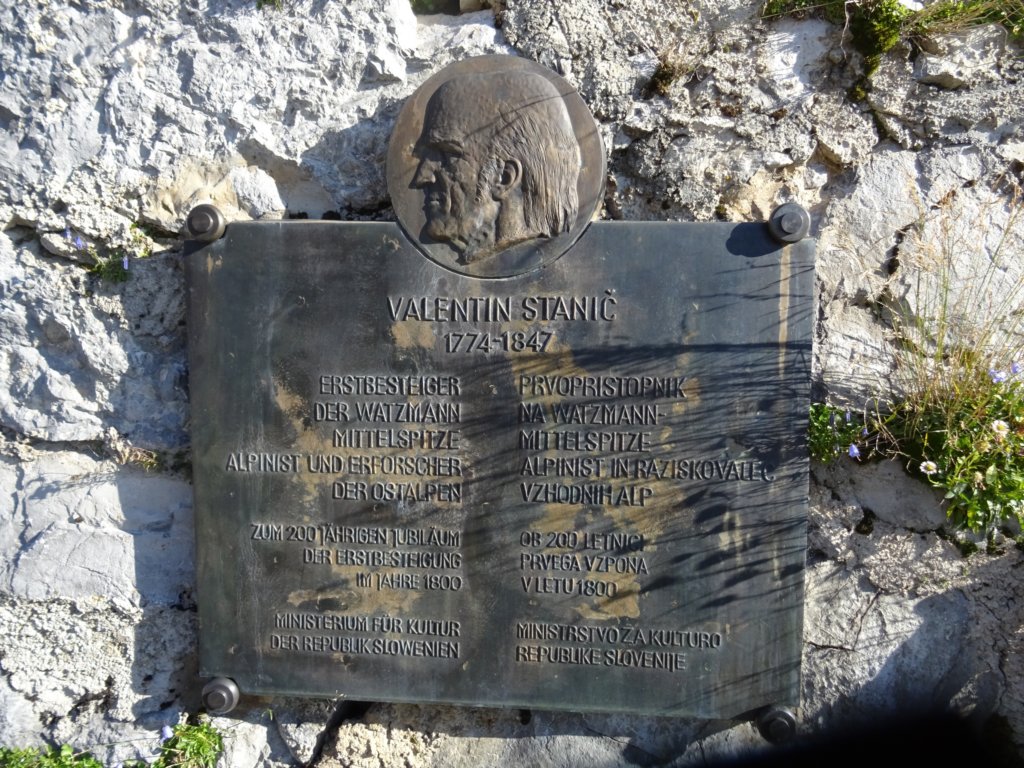 VALENTIN STANIČ
1774-1847
ERSTBESTEIGER
DER WATZMANN
MITTELSPITZE
ALPINIST UND ERFORSCHER
DER OSTALPEN
ZUM 200 JÄHRIGEN JUBILÄUM
DER ERSTBESTEIGUNG
IM JAHRE 1800
MINISTERIUM FÜR KULTUR
DER REPUBLIK SLOWENIEN
PRVOPRISTOPNIK
NA WATZMANN-
MITTELSPITZE
ALPINIST IN RAZISKOVALEC
VZHODNIH ALP
OB 200 LETNICI
PRVEGA VZPONA
V LETU 1800
MINISTRSTVO ZA KULTURO
REPUBLIKE SLOVENIJE